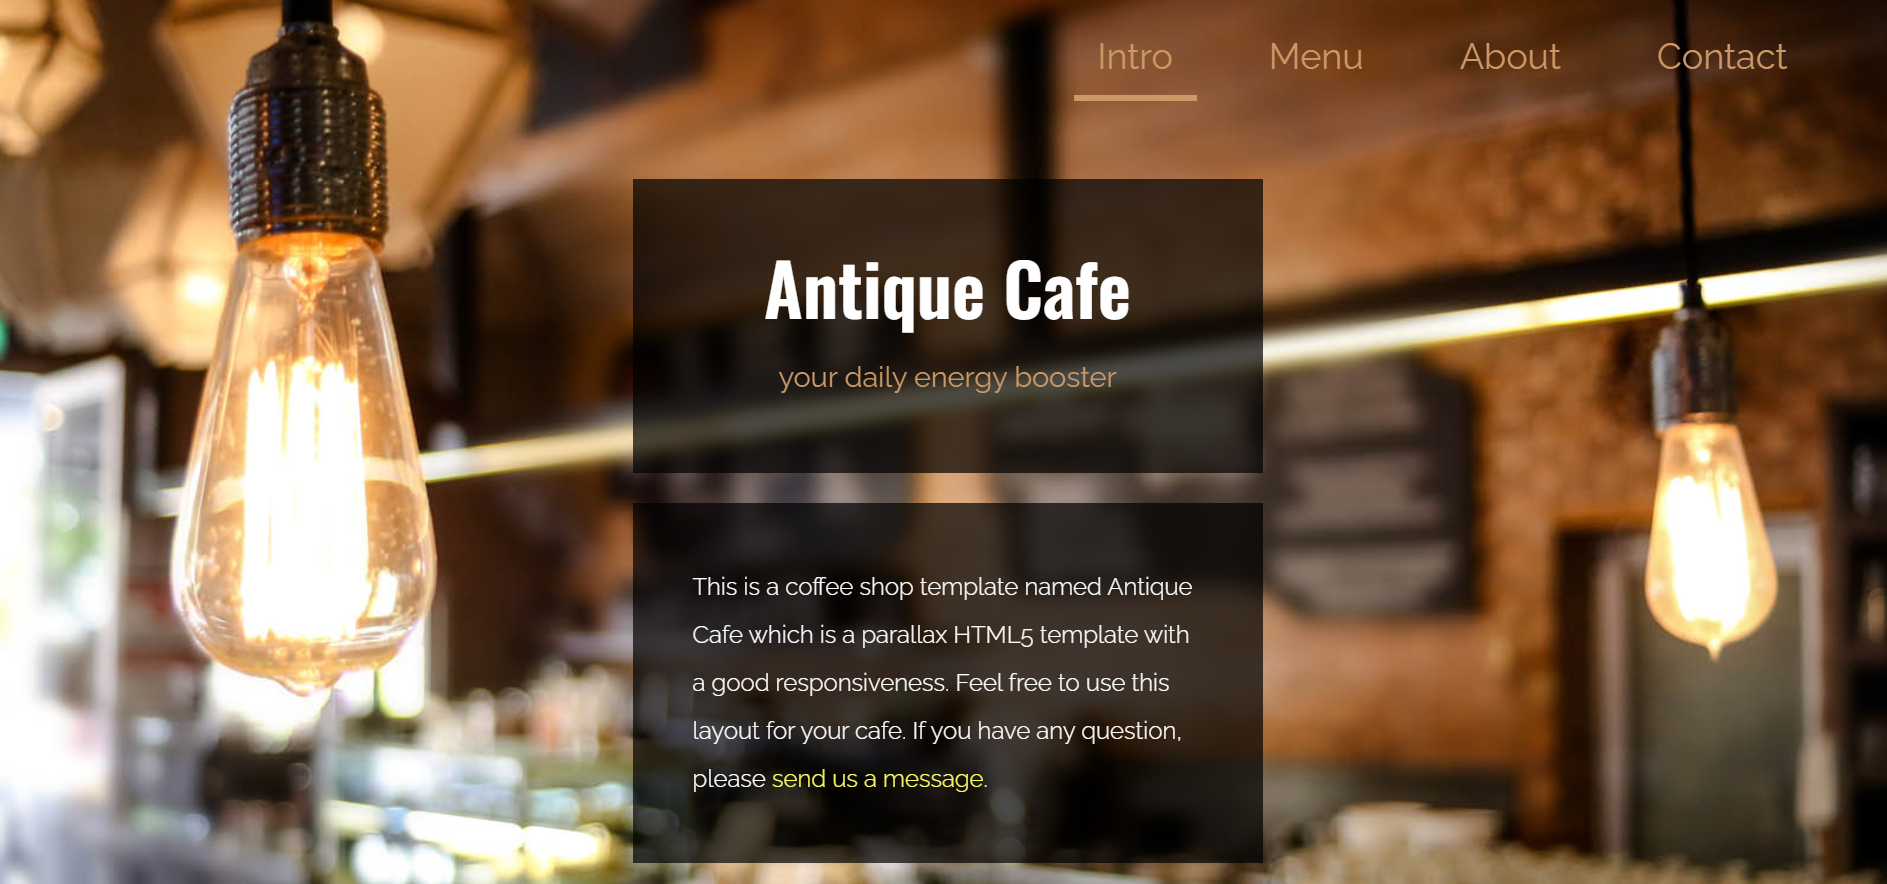 Intro Menu About Contact
Antique Cafe
your daily energy booster
This is a coffee shop template named Antique
Cafe which is a parallax HTML5 template with
a good responsiveness. Feel free to use this
layout for your cafe. If you have any question,
please send us a message.